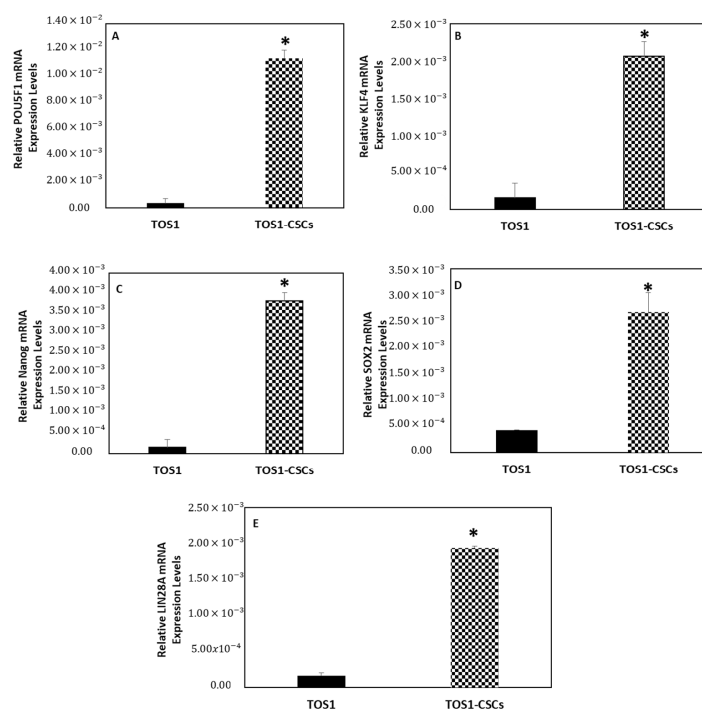 A
Relative POU5F1 mRNA
Expression Levels
1.40 × 10⁻²
1.20 × 10⁻²
1.00 × 10⁻²
8.00 × 10⁻³
6.00 × 10⁻³
4.00 × 10⁻³
2.00 × 10⁻³
0.00
*
TOS1 TOS1-CSCs
B
Relative KLF4 mRNA
Expression Levels
2.50 × 10⁻³
2.00 × 10⁻³
1.50 × 10⁻³
1.00 × 10⁻³
5.00 × 10⁻⁴
0.00
*
TOS1 TOS1-CSCs
C
Relative Nanog mRNA
Expression Levels
4.00 × 10⁻³
3.50 × 10⁻³
3.00 × 10⁻³
2.50 × 10⁻³
2.00 × 10⁻³
1.50 × 10⁻³
1.00 × 10⁻³
5.00 × 10⁻⁴
0.00
*
TOS1 TOS1-CSCs
D
Relative SOX2 mRNA
Expression Levels
3.50 × 10⁻³
3.00 × 10⁻³
2.50 × 10⁻³
2.00 × 10⁻³
1.50 × 10⁻³
1.00 × 10⁻³
5.00 × 10⁻⁴
0.00
*
TOS1 TOS1-CSCs
E
Relative LIN28A mRNA
Expression Levels
2.50 × 10⁻³
2.00 × 10⁻³
1.50 × 10⁻³
1.00 × 10⁻³
5.00x10⁻⁴
0.00
*
TOS1 TOS1-CSCs